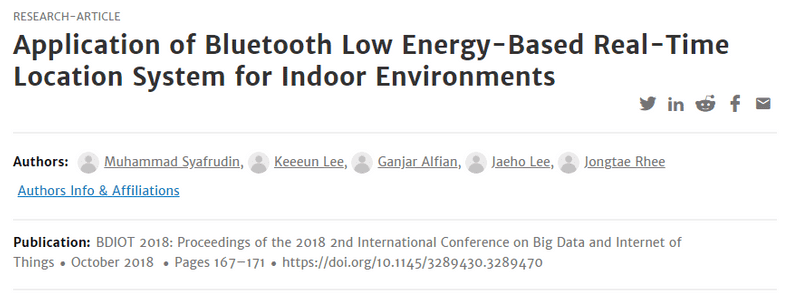 RESEARCH-ARTICLE
Application of Bluetooth Low Energy-Based Real-Time
Location System for Indoor Environments
Authors: Muhammad Syafrudin, Keeeun Lee, Ganjar Alfian, Jaeho Lee, Jongtae Rhee
Authors Info & Affiliations
Publication: BDIOT 2018: Proceedings of the 2018 2nd International Conference on Big Data and Internet of
Things • October 2018 • Pages 167–171 • https://doi.org/10.1145/3289430.3289470